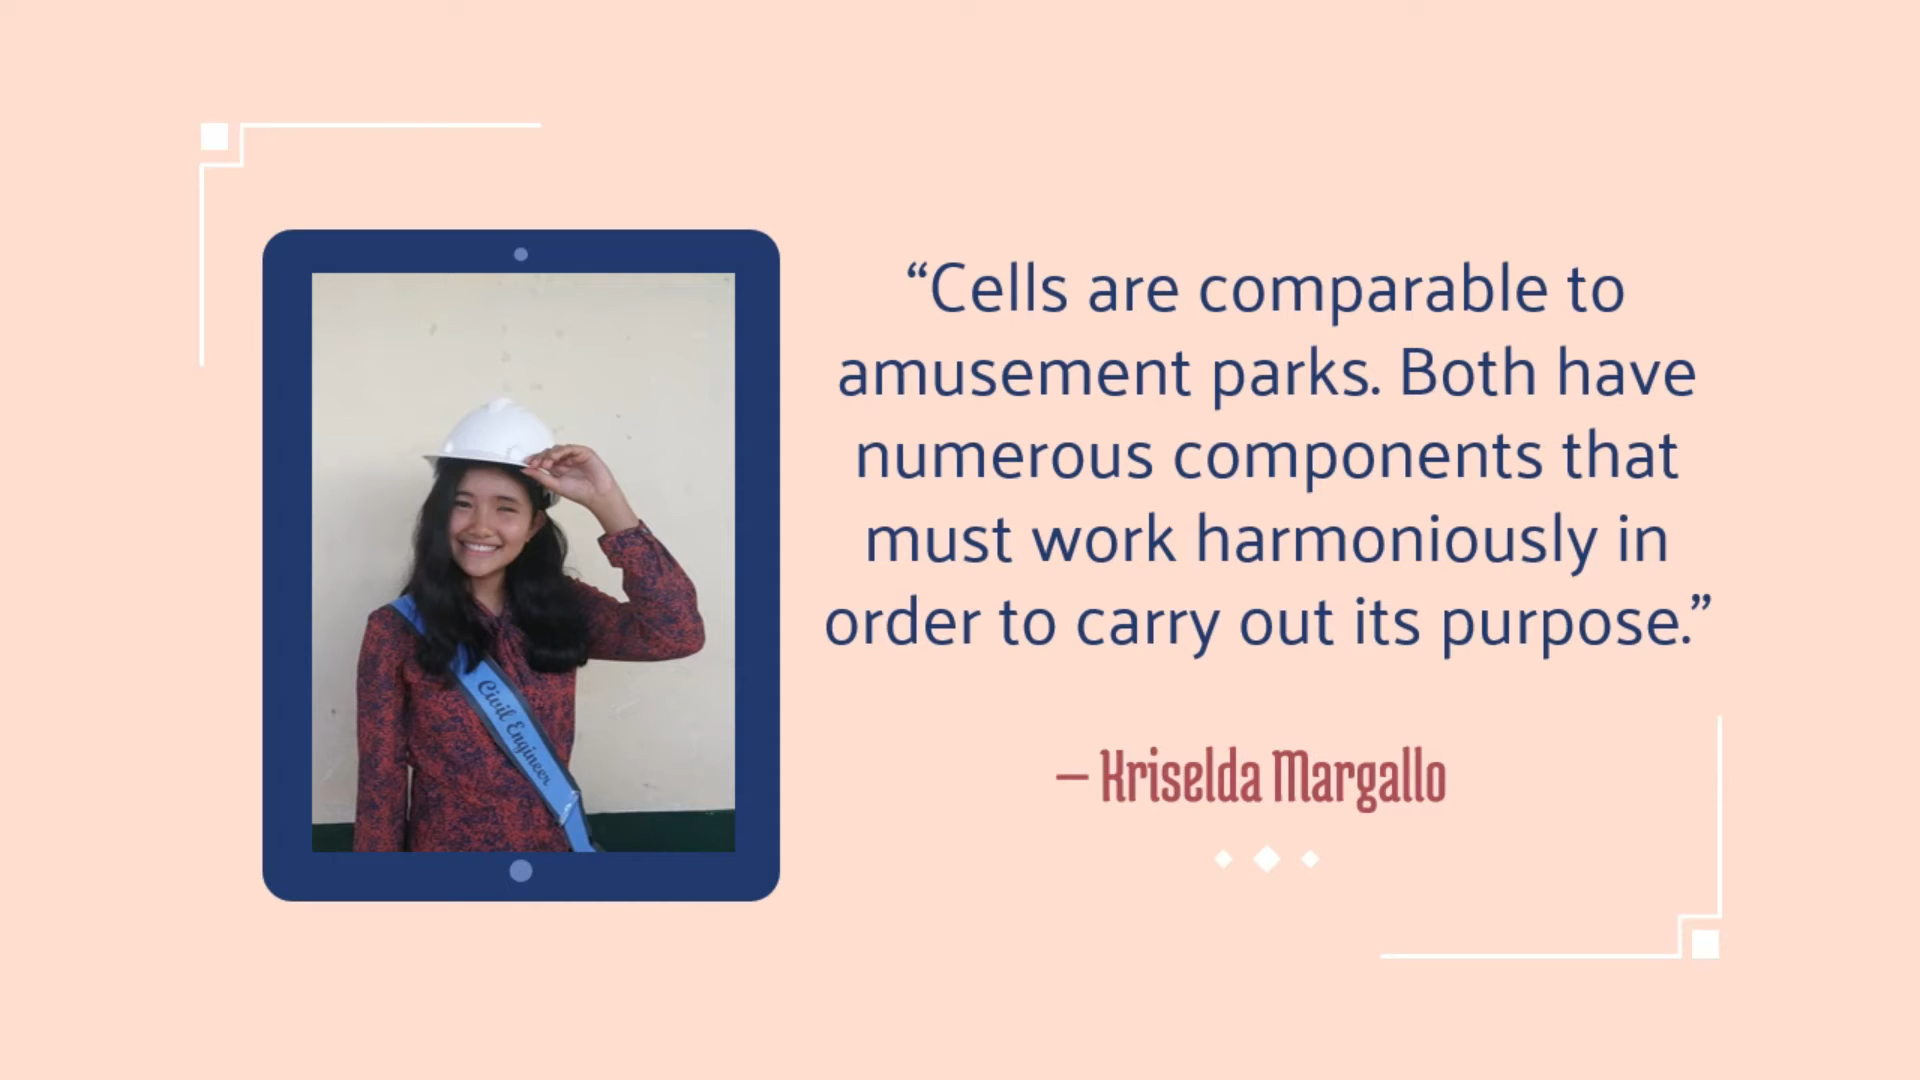 “Cells are comparable to
amusement parks. Both have
numerous components that
must work harmoniously in
order to carry out its purpose.”
– Kriselda Margallo
Civil Engineer